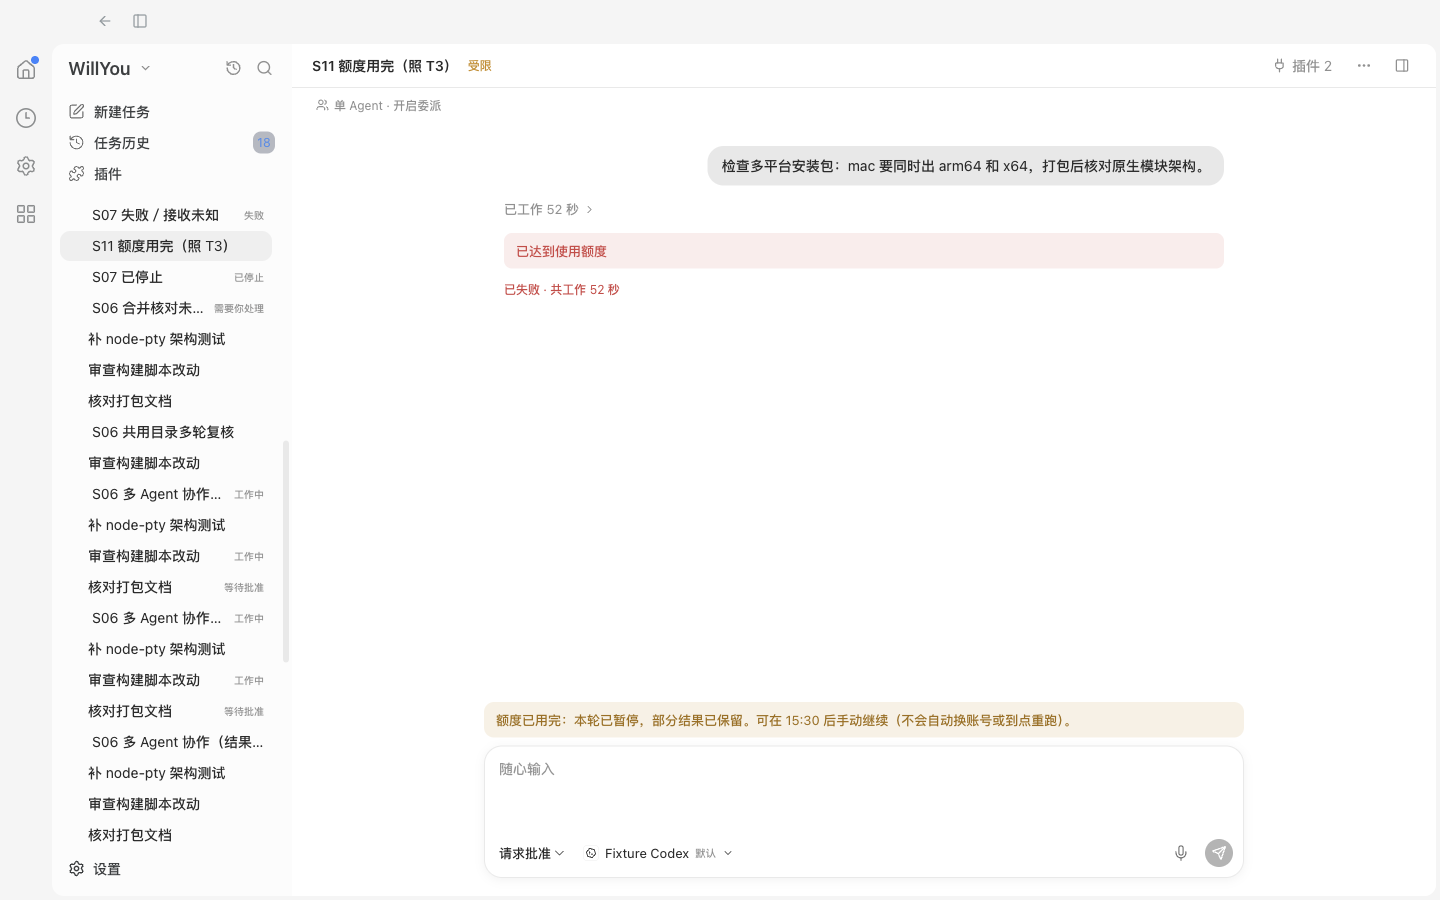 WillYou
新建任务
任务历史 18
插件
S07 失败 / 接收未知 失败
S11 额度用完（照 T3）
S07 已停止 已停止
S06 合并核对未... 需要你处理
补 node-pty 架构测试
审查构建脚本改动
核对打包文档
S06 共用目录多轮复核
审查构建脚本改动
S06 多 Agent 协作... 工作中
补 node-pty 架构测试
审查构建脚本改动 工作中
核对打包文档 等待批准
S06 多 Agent 协作... 工作中
补 node-pty 架构测试
审查构建脚本改动 工作中
核对打包文档 等待批准
S06 多 Agent 协作（结果...
补 node-pty 架构测试
审查构建脚本改动
核对打包文档
设置
S11 额度用完（照 T3） 受限
插件 2
单 Agent · 开启委派
检查多平台安装包：mac 要同时出 arm64 和 x64，打包后核对原生模块架构。
已工作 52 秒
已达到使用额度
已失败 · 共工作 52 秒
额度已用完：本轮已暂停，部分结果已保留。可在 15:30 后手动继续（不会自动换账号或到点重跑）。
随心输入
请求批准 Fixture Codex 默认